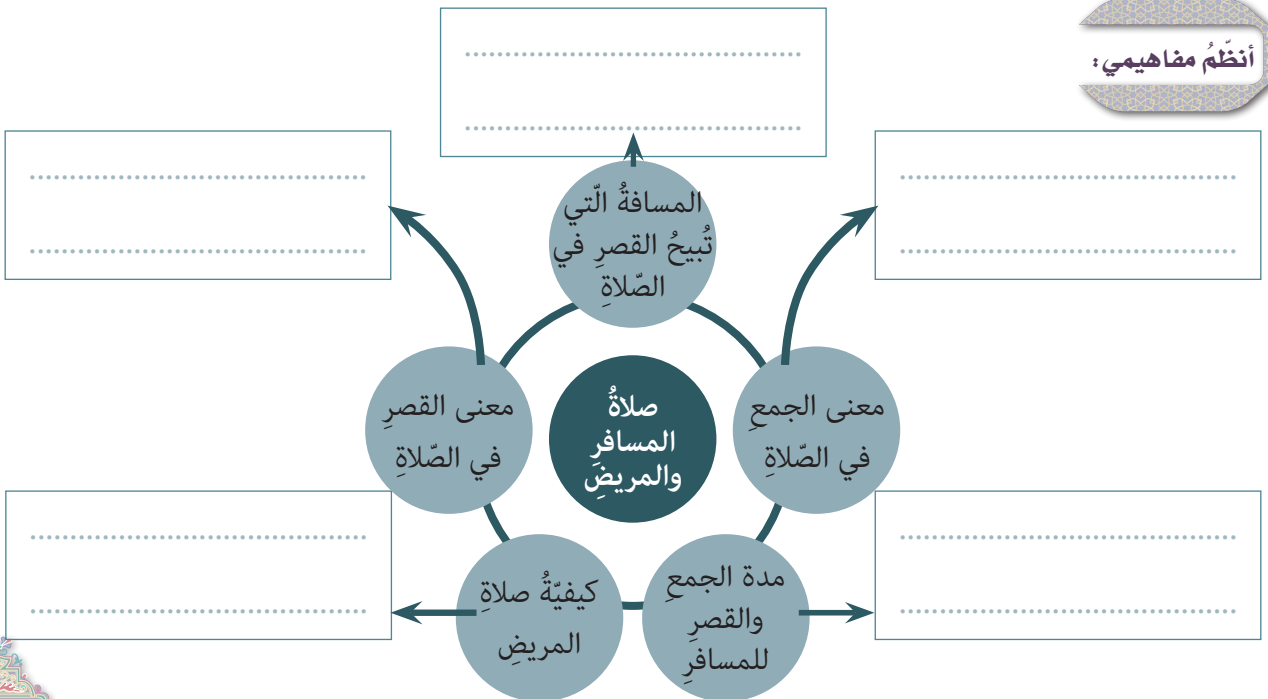 أنظّمُ مفاهيمي:
المسافةُ الّتي
تُبيحُ القصرِ في
الصّلاةِ
معنى الجمعِ
في الصّلاةِ
معنى القصرِ
في الصّلاةِ
صلاةُ
المسافرِ
والمريضِ
مدة الجمعِ
والقصرِ
للمسافرِ
كيفيّةُ صلاةِ
المريضِ